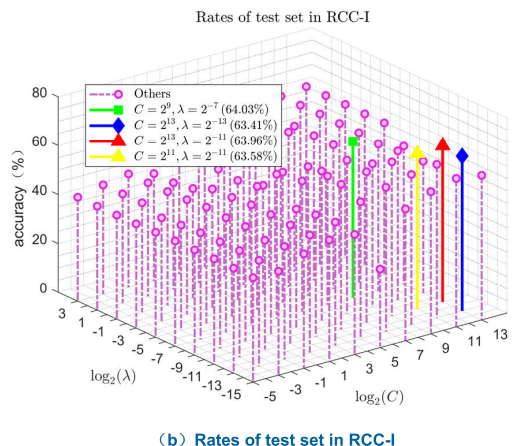 Rates of test set in RCC-I
Others
C = 2^9, λ = 2^-7 (64.03%)
C = 2^13, λ = 2^-13 (63.41%)
C − 2^13, λ − 2^-11 (63.96%)
C = 2^11, λ = 2^-11 (63.58%)
accuracy（%）
80
60
40
20
0
3 1 -1 -3 -5 -7 -9 -11 -13 -15
log₂(λ)
-5 -3 -1 1 3 5 7 9 11 13
log₂(C)
（b）Rates of test set in RCC-I